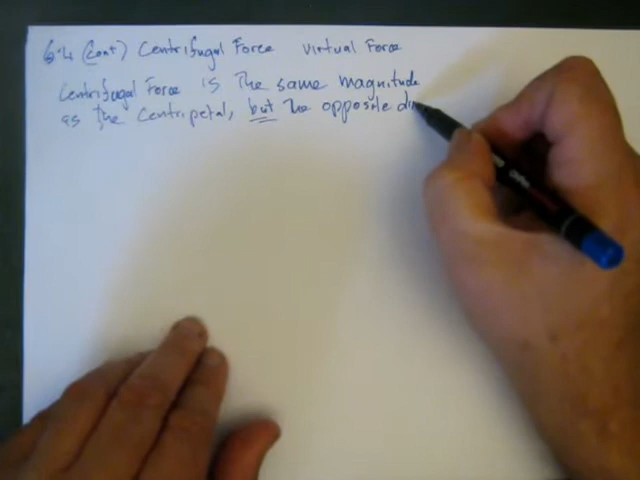 6.4 (cont) Centrifugal Force virtual Force
Centrifugal Force is the same magnitude
as the Centripetal, but the opposite di